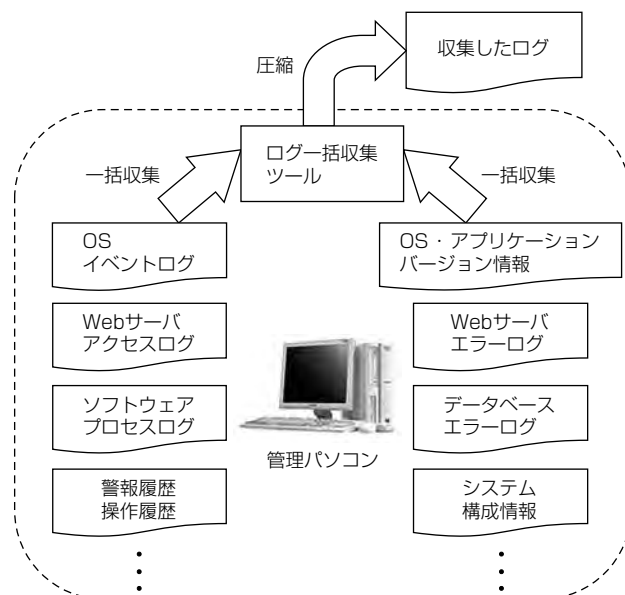 収集したログ
圧縮
ログ一括収集
ツール
一括収集
一括収集
OS
イベントログ
OS・アプリケーション
バージョン情報
Webサーバ
アクセスログ
Webサーバ
エラーログ
ソフトウェア
プロセスログ
データベース
エラーログ
管理パソコン
警報履歴
操作履歴
システム
構成情報